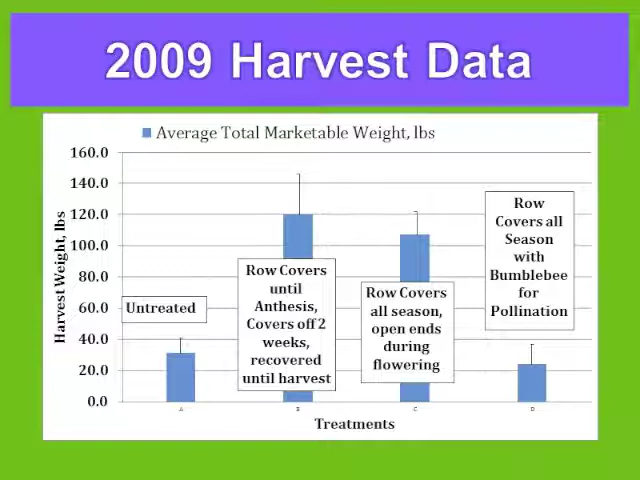 2009 Harvest Data
Average Total Marketable Weight, lbs
160.0
140.0
120.0
100.0
80.0
60.0
40.0
20.0
0.0
Harvest Weight, lbs
Untreated
Row Covers
until
Anthesis,
Covers off 2
weeks,
recovered
until harvest
Row Covers
all season,
open ends
during
flowering
Row
Covers all
Season
with
Bumblebee
for
Pollination
A
B
C
D
Treatments